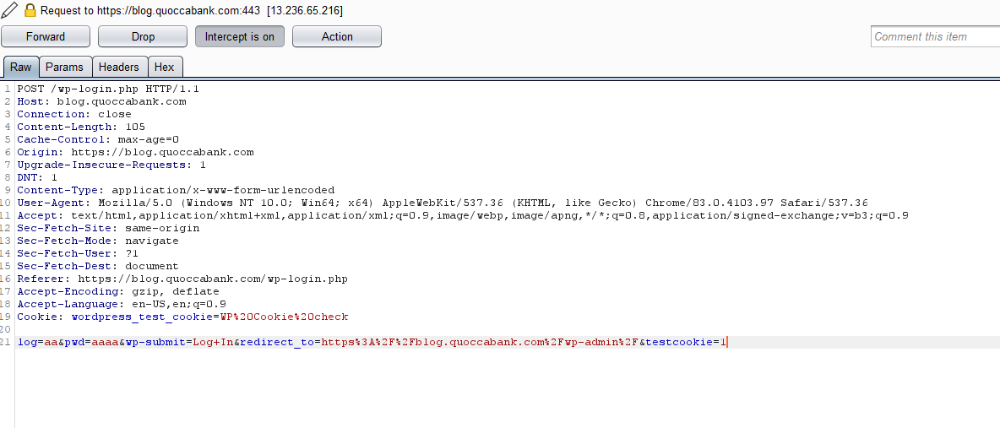 Request to https://blog.quoccabank.com:443 [13.236.65.216]
Forward Drop Intercept is on Action Comment this item
Raw Params Headers Hex
1 POST /wp-login.php HTTP/1.1
2 Host: blog.quoccabank.com
3 Connection: close
4 Content-Length: 105
5 Cache-Control: max-age=0
6 Origin: https://blog.quoccabank.com
7 Upgrade-Insecure-Requests: 1
8 DNT: 1
9 Content-Type: application/x-www-form-urlencoded
10 User-Agent: Mozilla/5.0 (Windows NT 10.0; Win64; x64) AppleWebKit/537.36 (KHTML, like Gecko) Chrome/83.0.4103.97 Safari/537.36
11 Accept: text/html,application/xhtml+xml,application/xml;q=0.9,image/webp,image/apng,*/*;q=0.8,application/signed-exchange;v=b3;q=0.9
12 Sec-Fetch-Site: same-origin
13 Sec-Fetch-Mode: navigate
14 Sec-Fetch-User: ?1
15 Sec-Fetch-Dest: document
16 Referer: https://blog.quoccabank.com/wp-login.php
17 Accept-Encoding: gzip, deflate
18 Accept-Language: en-US,en;q=0.9
19 Cookie: wordpress_test_cookie=WP%20Cookie%20check
20
21 log=aa&pwd=aaaa&wp-submit=Log+In&redirect_to=https%3A%2F%2Fblog.quoccabank.com%2Fwp-admin%2F&testcookie=1